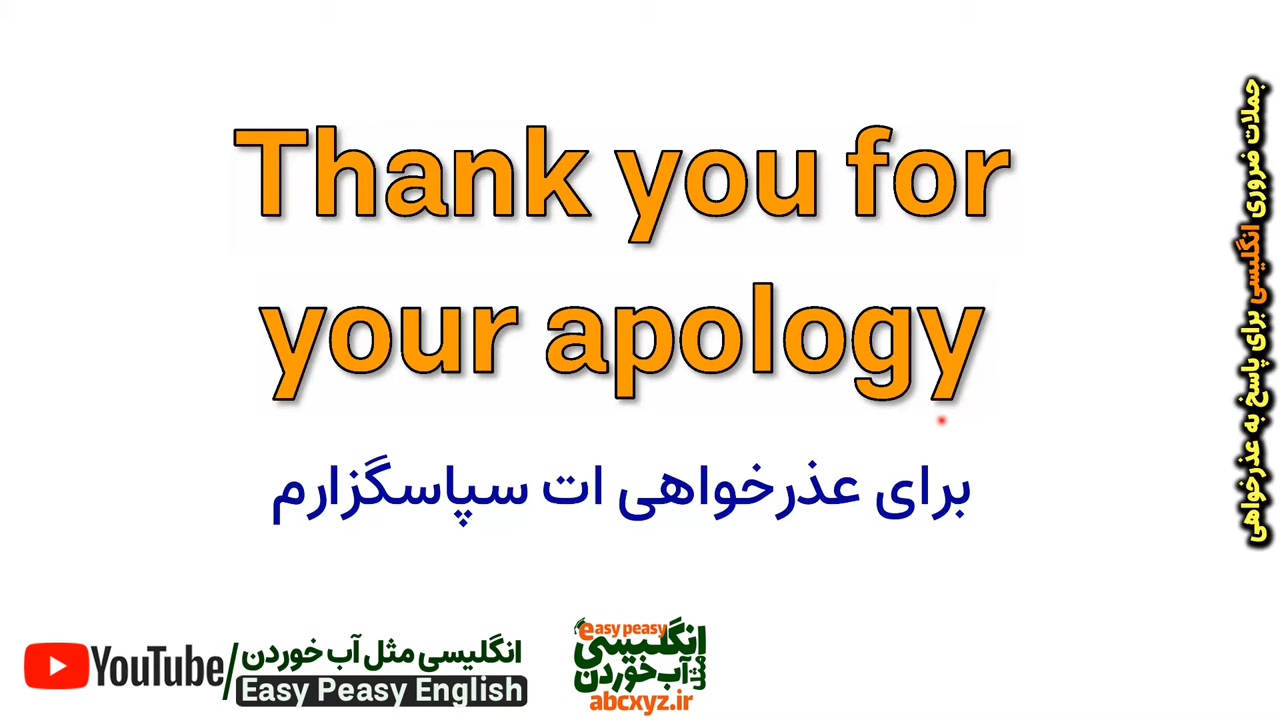 Thank you for
your apology
برای عذرخواهی ات سپاسگزارم
جملات ضروری انگلیسی برای پاسخ به عذرخواهی
YouTube/انگلیسی مثل آب خوردن
Easy Peasy English
easy peasy
انگلیسی
مثل آب خوردن
abcxyz.ir